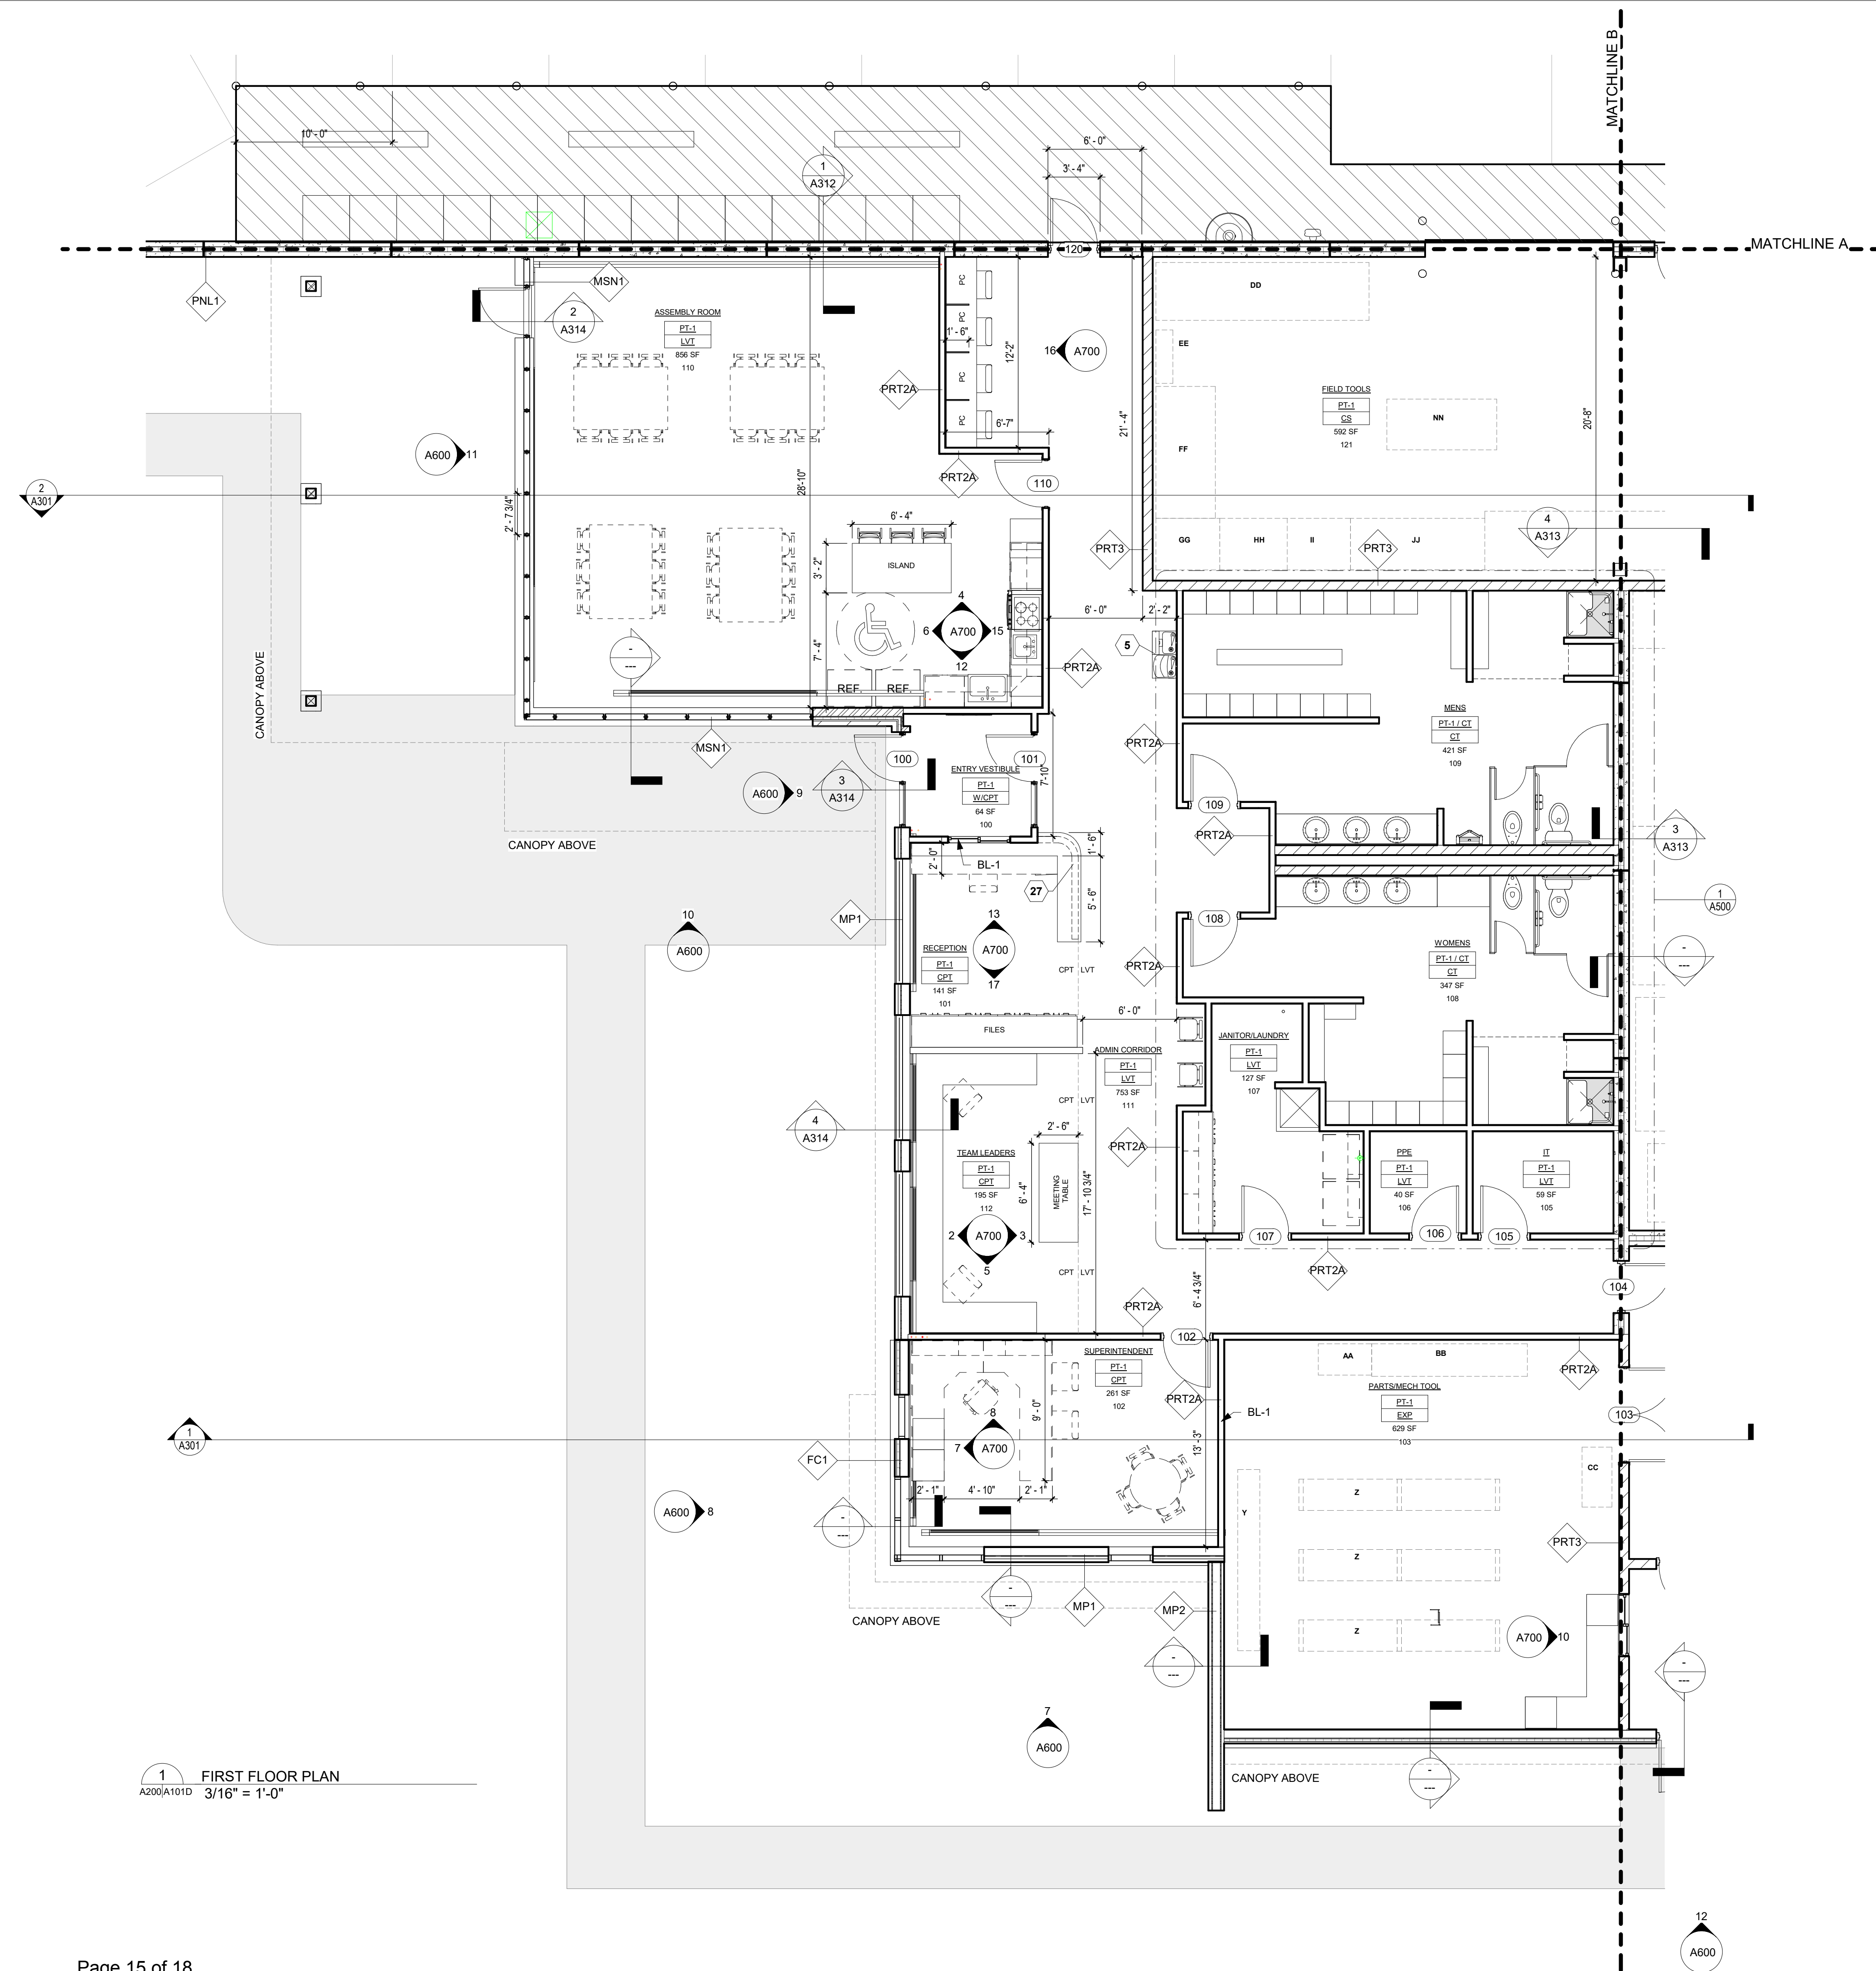 MATCHLINE B
10' - 0"
6' - 0"
3' - 4"
1
A312
120
MATCHLINE A
PNL1
MSN1
2
A314
ASSEMBLY ROOM
PT-1
LVT
856 SF
110
PC
PC
PC
PC
1' - 6"
12'-2"
16
A700
PRT2A
6'-7"
PRT2A
110
21' - 4"
DD
EE
FF
FIELD TOOLS
PT-1
CS
592 SF
121
NN
20'-8"
GG
HH
II
JJ
PRT3
PRT3
4
A313
A600
11
2
A301
2' - 7 3/4"
28'-10"
6' - 4"
3' - 2"
ISLAND
4
6
A700
15
12
7' - 4"
REF.
REF.
6' - 0"
2' - 2"
5
PRT2A
-
---
CANOPY ABOVE
MSN1
MENS
PT-1 / CT
CT
421 SF
109
PRT2A
100
101
ENTRY VESTIBULE
PT-1
W/CPT
64 SF
100
7'-10"
3
A314
A600
9
CANOPY ABOVE
109
PRT2A
3
A313
BL-1
2' - 0"
1' - 6"
27
5' - 6"
1
A500
MP1
10
A600
13
A700
17
RECEPTION
PT-1
CPT
141 SF
101
CPT
LVT
108
PRT2A
WOMENS
PT-1 / CT
CT
347 SF
108
-
---
6' - 0"
FILES
ADMIN CORRIDOR
PT-1
LVT
753 SF
111
JANITOR/LAUNDRY
PT-1
LVT
127 SF
107
CPT
LVT
4
A314
2' - 6"
PRT2A
TEAM LEADERS
PT-1
CPT
195 SF
112
6' - 4"
MEETING
TABLE
17' - 10 3/4"
PPE
PT-1
LVT
40 SF
106
IT
PT-1
LVT
59 SF
105
2
A700
3
5
107
106
105
CPT
LVT
PRT2A
6' - 4 3/4"
104
PRT2A
102
SUPERINTENDENT
PT-1
CPT
261 SF
102
AA
BB
PRT2A
PARTS/MECH TOOL
PT-1
EXP
629 SF
103
PRT2A
BL-1
103
8
7
A700
9' - 0"
13' - 3"
1
A301
FC1
CC
2' - 1"
4' - 10"
2' - 1"
A600
8
-
---
Y
Z
Z
Z
PRT3
-
---
MP1
MP2
CANOPY ABOVE
A700
10
-
---
-
---
7
A600
-
---
CANOPY ABOVE
1
A200
A101D
FIRST FLOOR PLAN
3/16" = 1'-0"
12
A600
Page 15 of 18